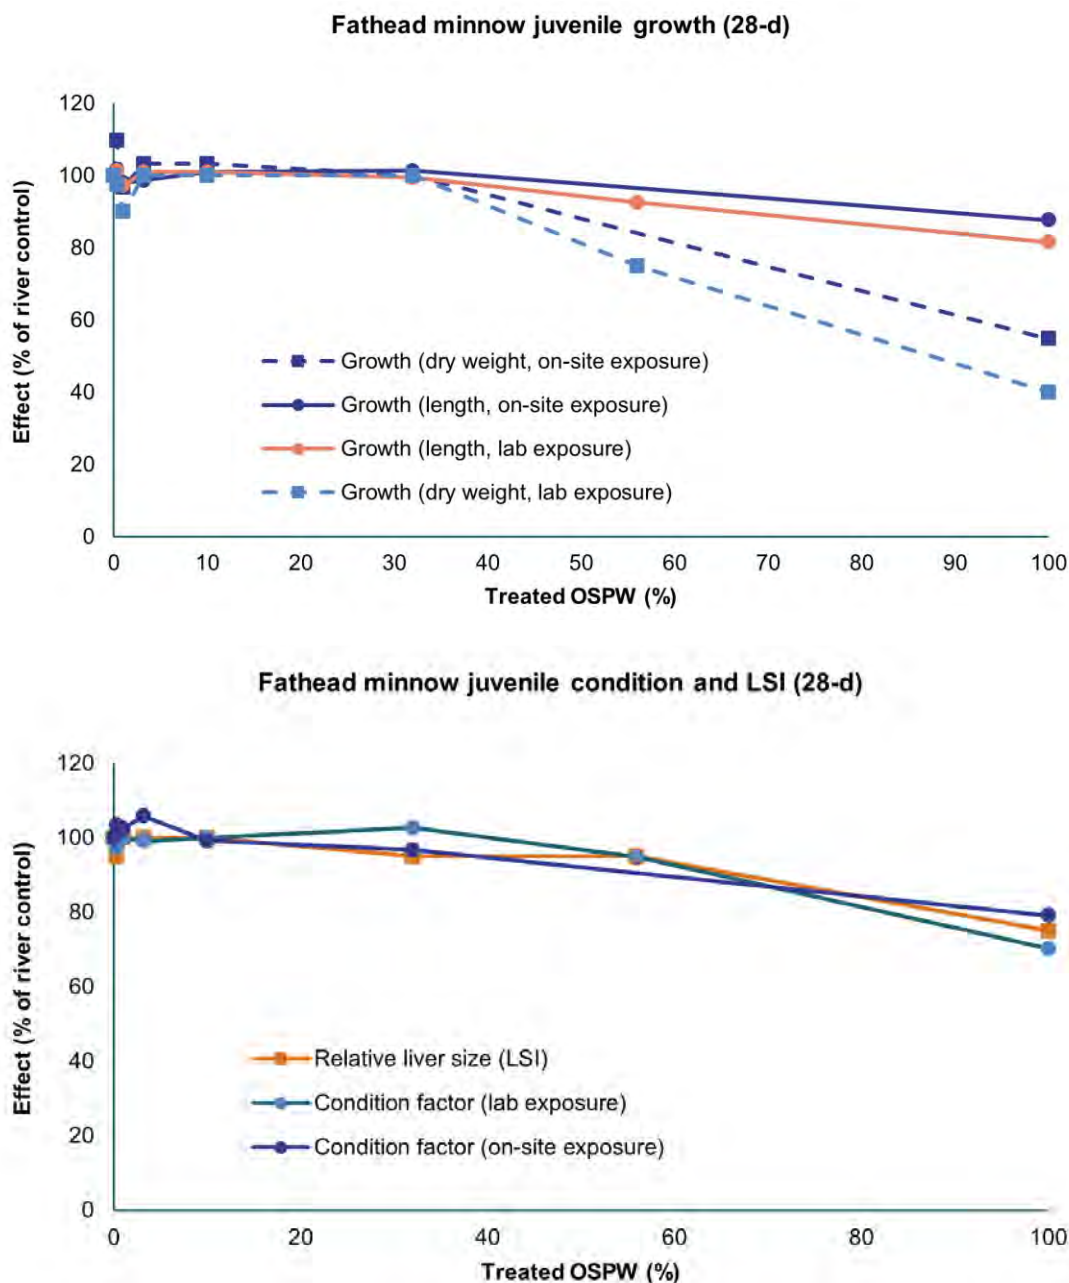 Fathead minnow juvenile growth (28-d)
120
100
80
60
40
20
0
Effect (% of river control)
Growth (dry weight, on-site exposure)
Growth (length, on-site exposure)
Growth (length, lab exposure)
Growth (dry weight, lab exposure)
0 10 20 30 40 50 60 70 80 90 100
Treated OSPW (%)
Fathead minnow juvenile condition and LSI (28-d)
120
100
80
60
40
20
0
Effect (% of river control)
Relative liver size (LSI)
Condition factor (lab exposure)
Condition factor (on-site exposure)
0 20 40 60 80 100
Treated OSPW (%)